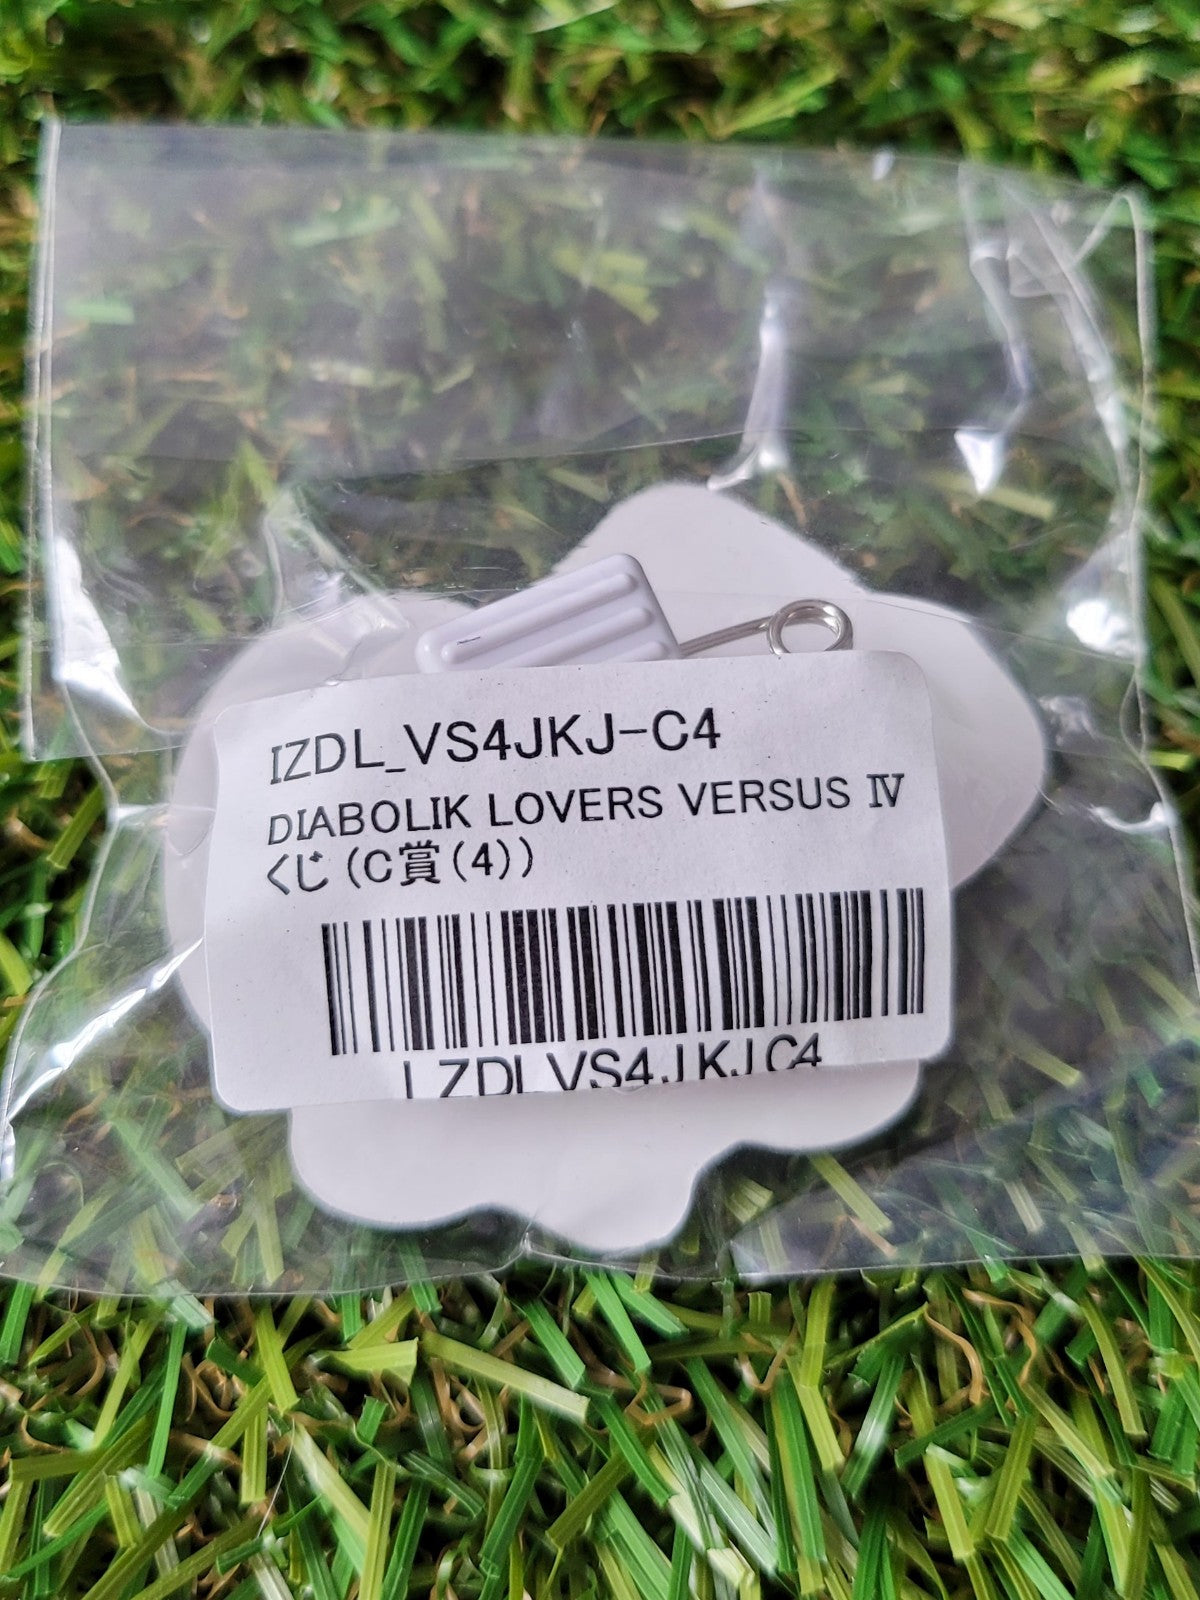 IZDL_VS4JKJ-C4
DIABOLIK LOVERS VERSUS Ⅳ
くじ (C賞(4))
IZDLVS4JKJC4